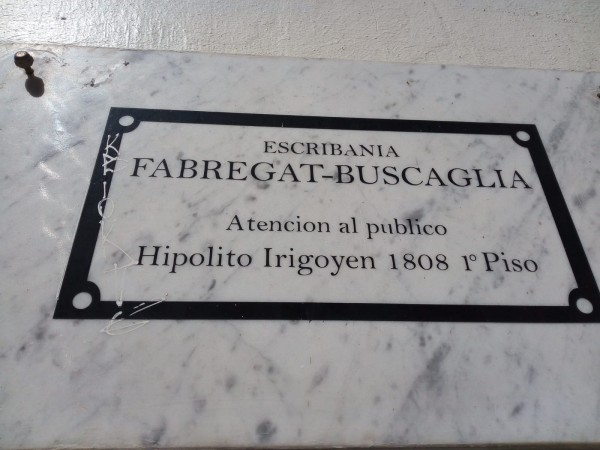 ESCRIBANIA
FABREGAT-BUSCAGLIA
Atencion al publico
Hipolito Irigoyen 1808 1º Piso